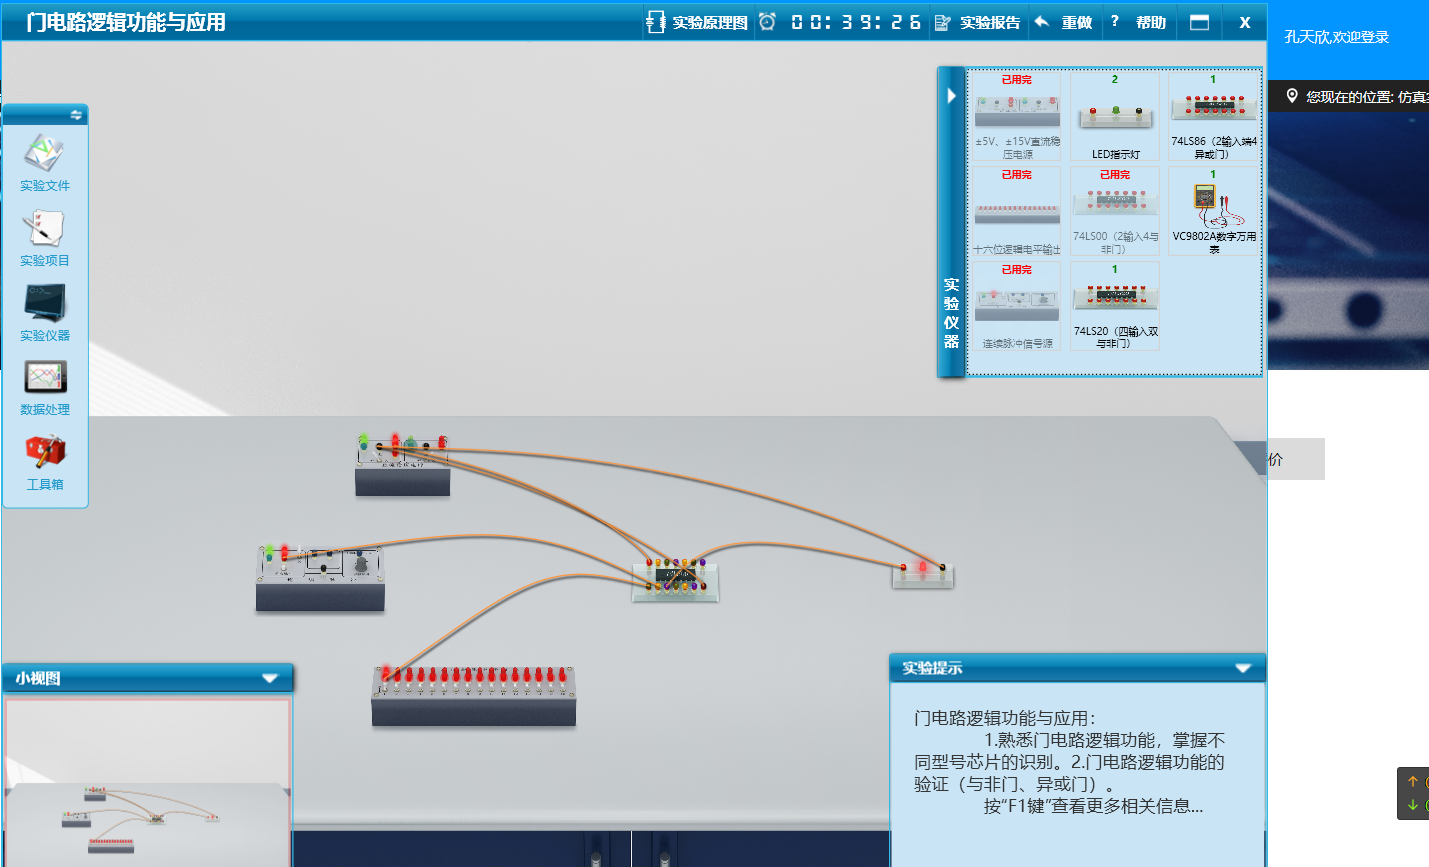 门电路逻辑功能与应用
实验原理图
00:39:26
实验报告
重做
?
帮助
X
孔天欣,欢迎登录
您现在的位置: 仿真
实验文件
实验项目
实验仪器
数据处理
工具箱
实验仪器
已用完
±5V、±15V直流稳
压电源
2
LED指示灯
1
74LS86（2输入端4
异或门）
已用完
十六位逻辑电平输出
已用完
74LS00（2输入4与
非门）
1
VC9802A数字万用
表
已用完
连续脉冲信号源
1
74LS20（四输入双
与非门）
价
小视图
实验提示
门电路逻辑功能与应用：
1.熟悉门电路逻辑功能，掌握不
同型号芯片的识别。2.门电路逻辑功能的
验证（与非门、异或门）。
按“F1键”查看更多相关信息...